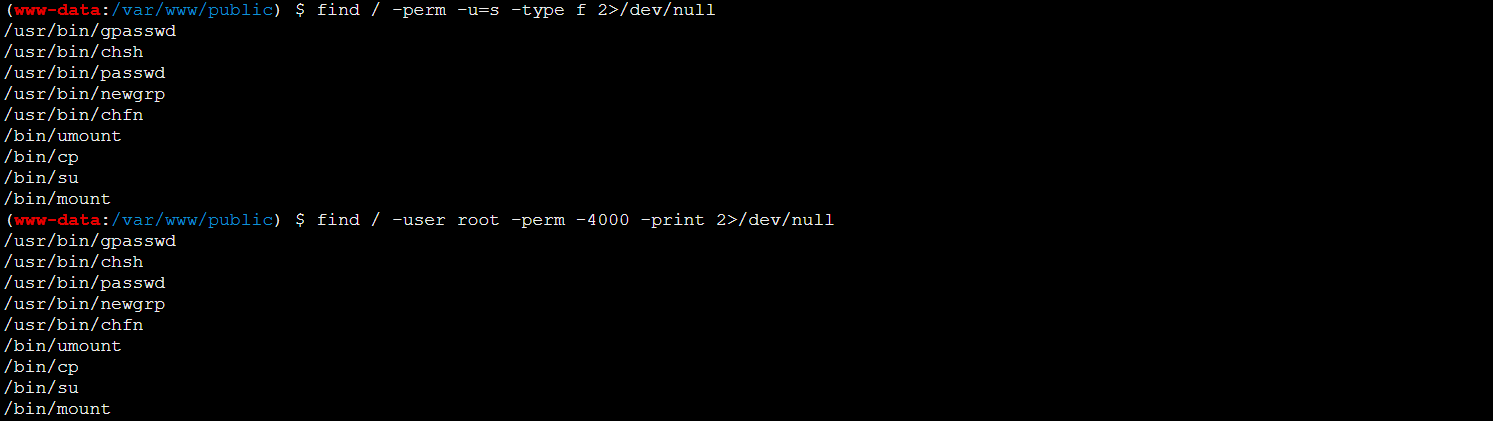 (www-data:/var/www/public) $ find / -perm -u=s -type f 2>/dev/null
/usr/bin/gpasswd
/usr/bin/chsh
/usr/bin/passwd
/usr/bin/newgrp
/usr/bin/chfn
/bin/umount
/bin/cp
/bin/su
/bin/mount
(www-data:/var/www/public) $ find / -user root -perm -4000 -print 2>/dev/null
/usr/bin/gpasswd
/usr/bin/chsh
/usr/bin/passwd
/usr/bin/newgrp
/usr/bin/chfn
/bin/umount
/bin/cp
/bin/su
/bin/mount